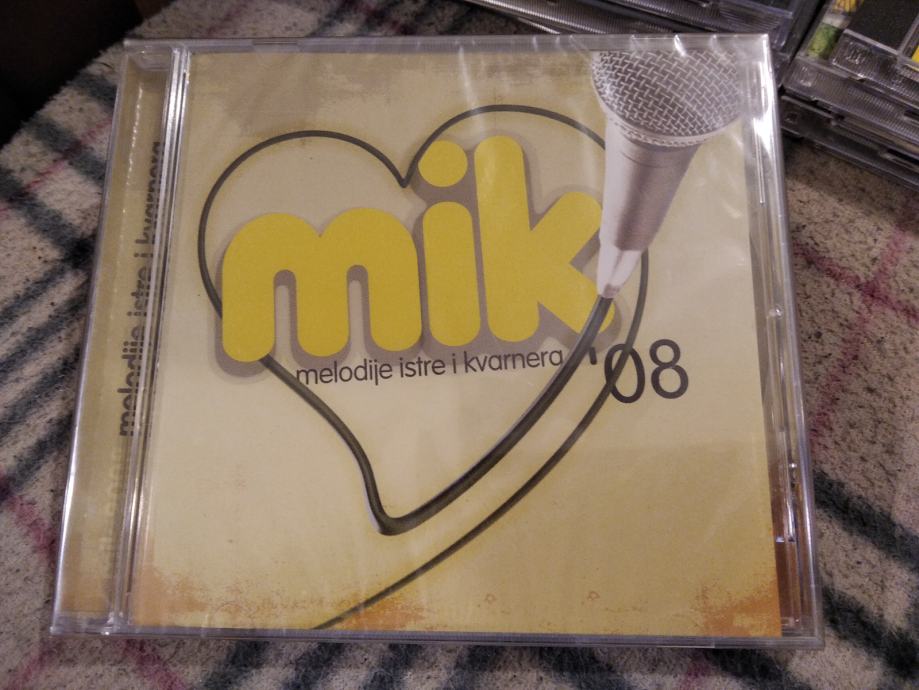 mik
melodije istre i kvarnera '08
melodije istre i kvarnera